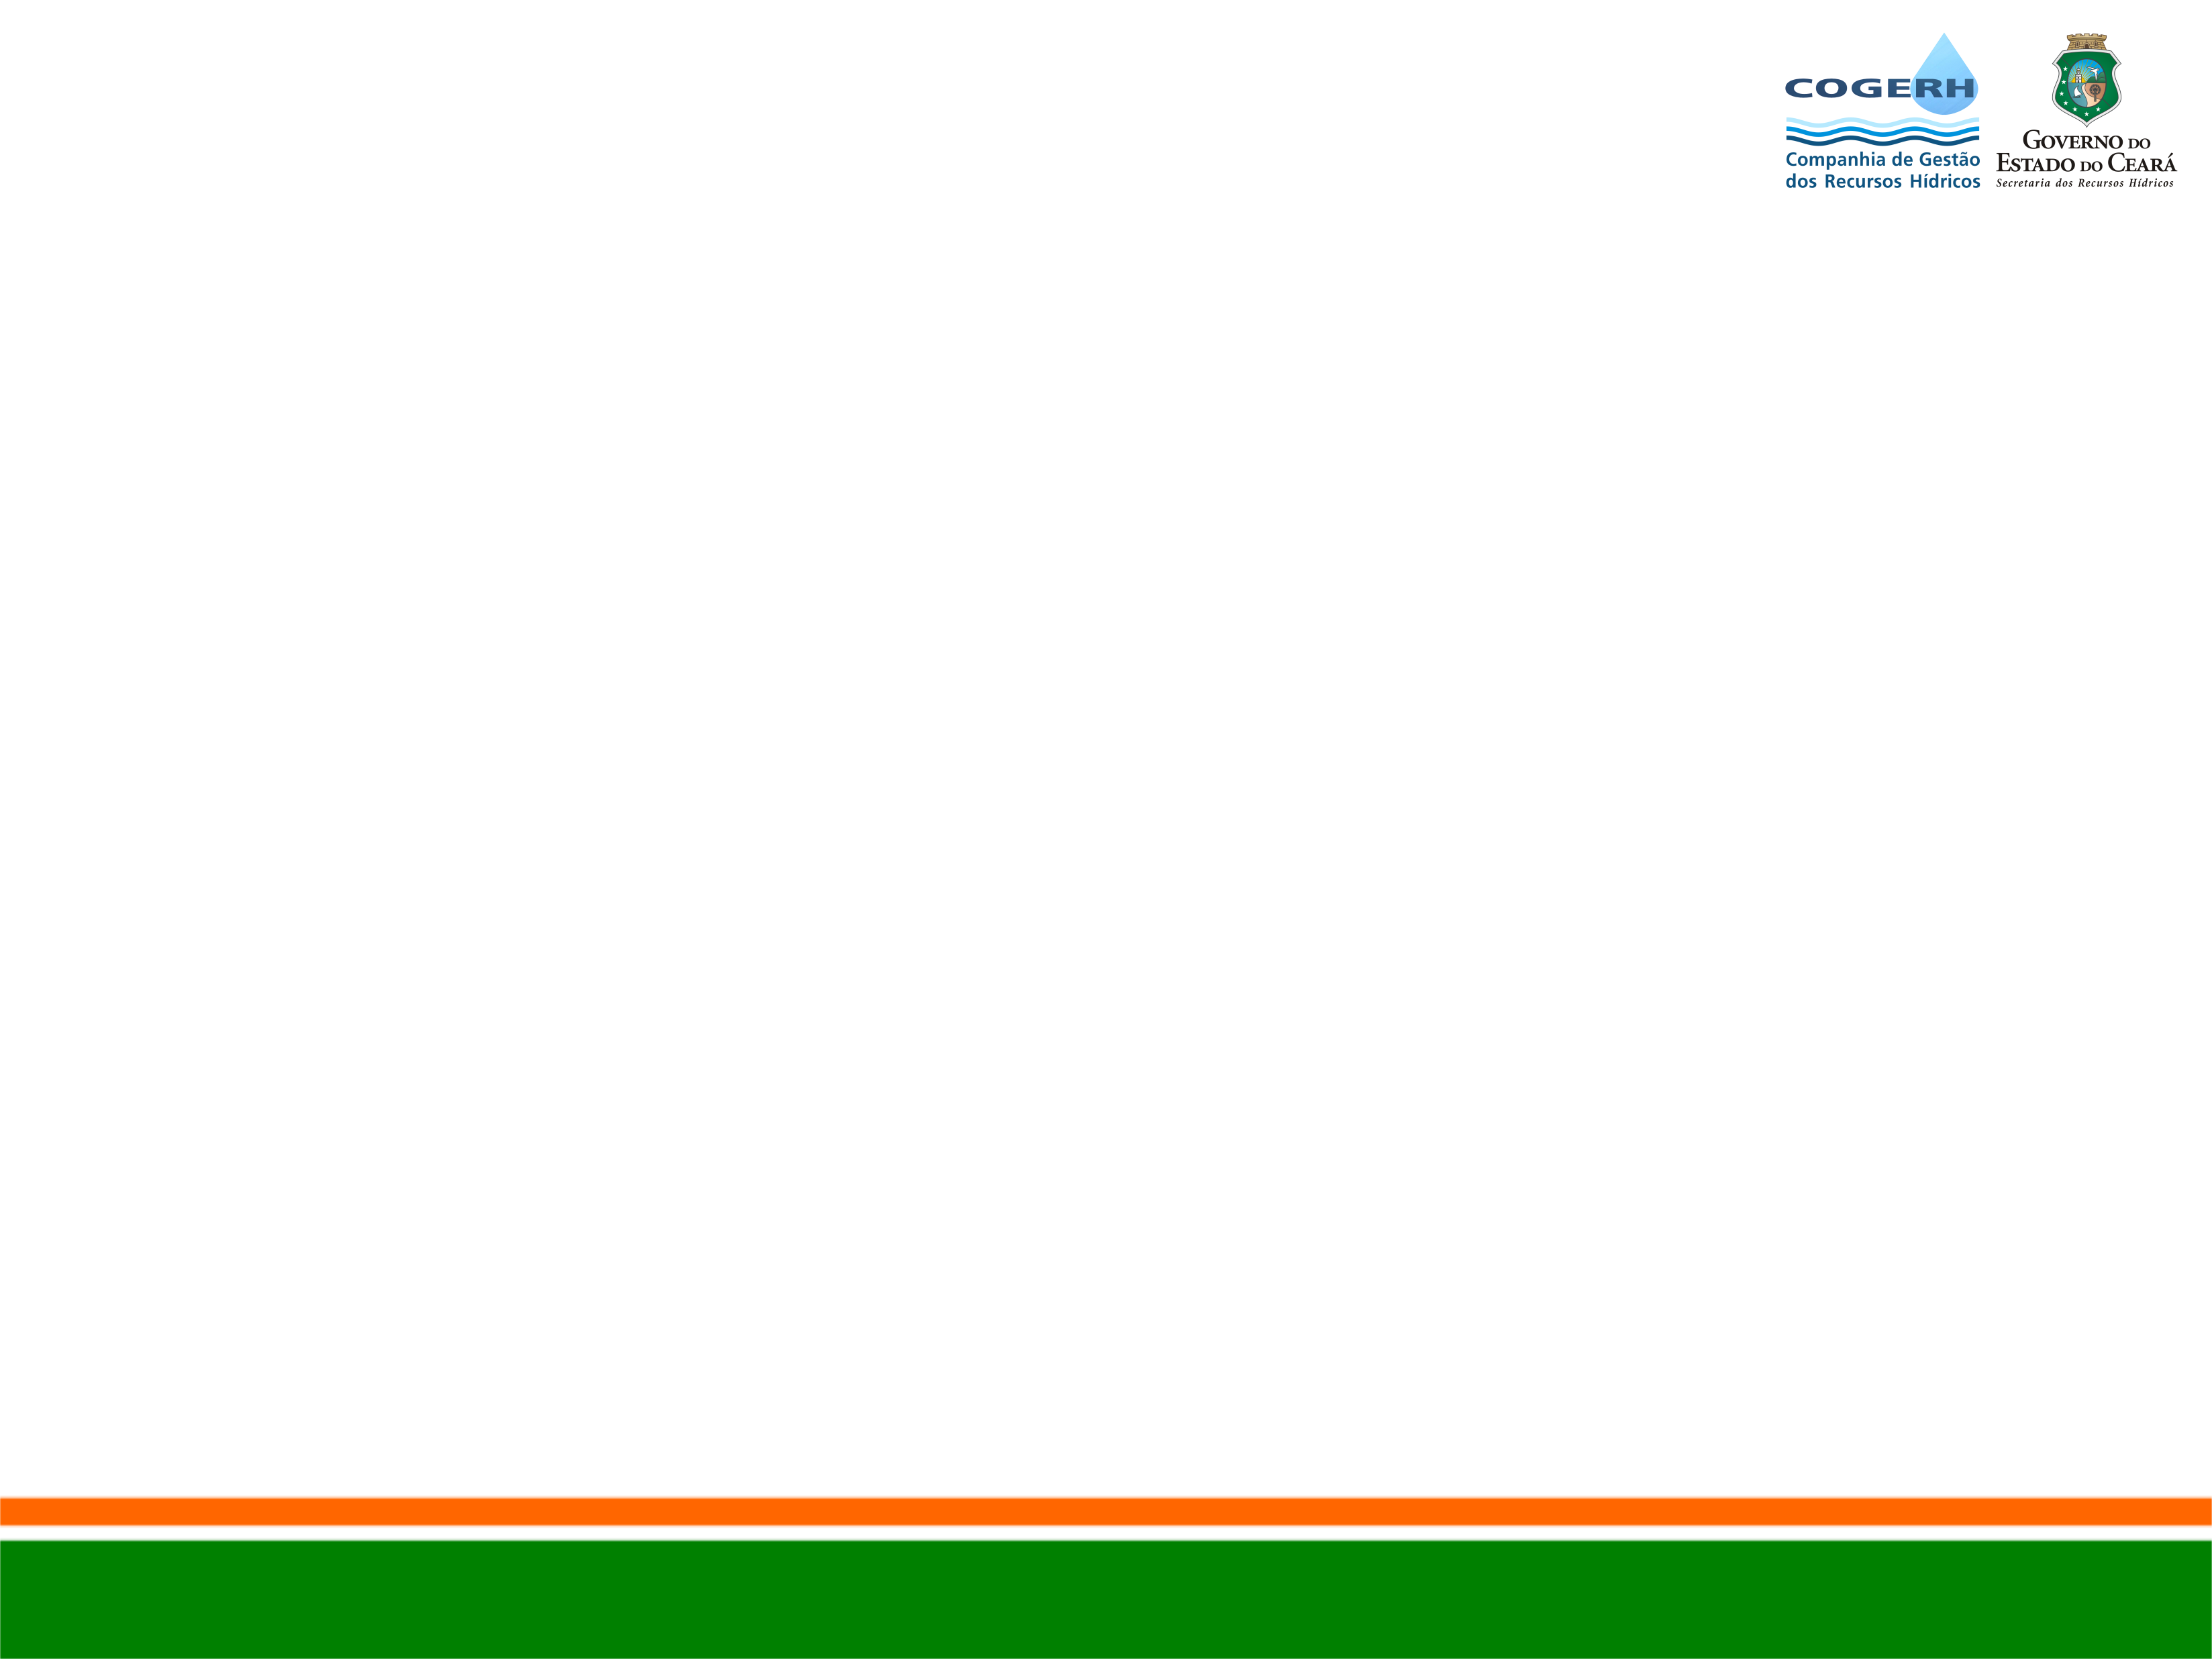 COGERH
Companhia de Gestão
dos Recursos Hídricos
GOVERNO DO
ESTADO DO CEARÁ
Secretaria dos Recursos Hídricos